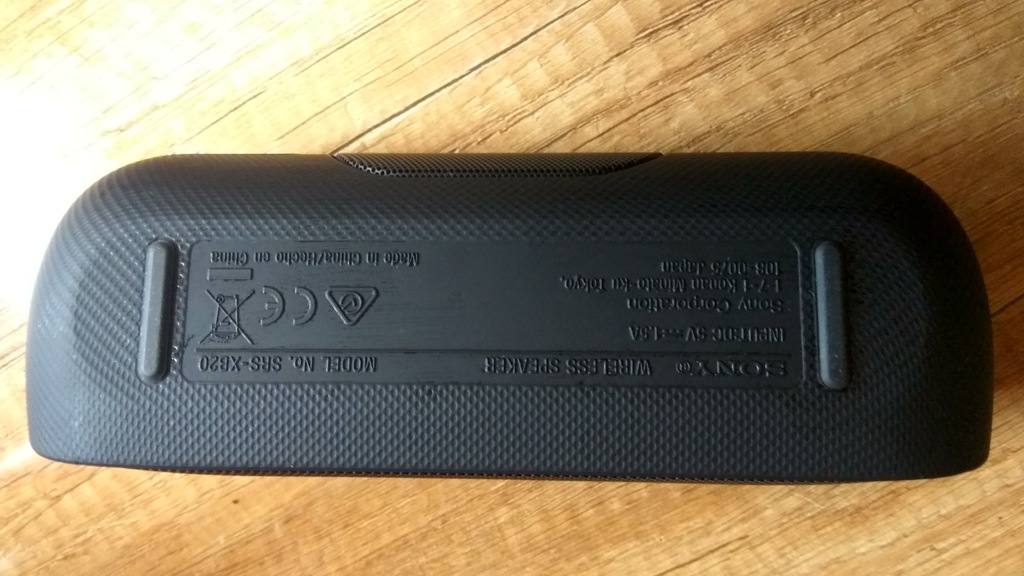 SONY® WIRELESS SPEAKER MODEL No. SRS-XB20
INPUT:DC 5V⎓1.5A
Sony Corporation
1-7-1 Konan Minato-ku Tokyo,
108-0075 Japan
CE
Made in China/Hecho en China